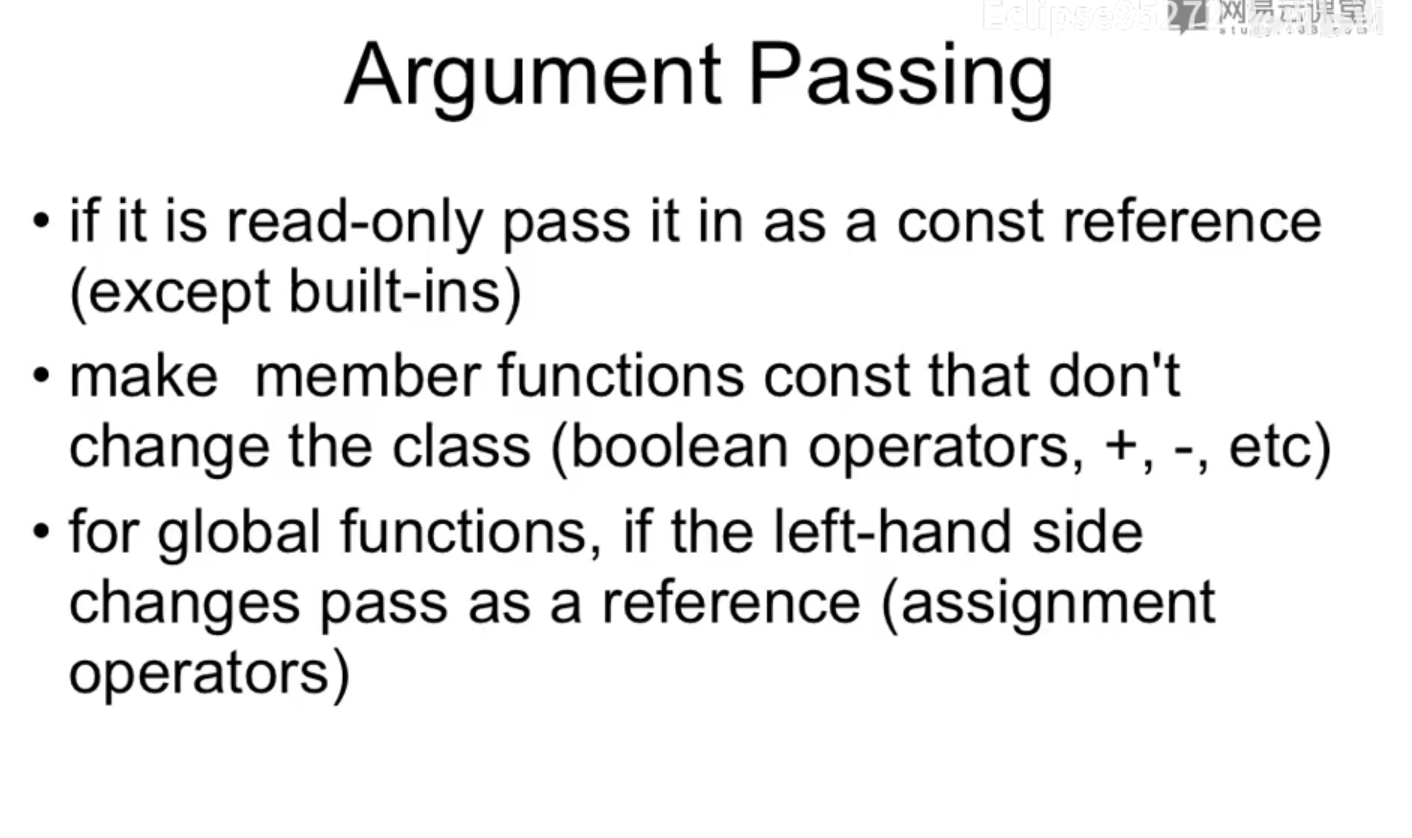 网易云课堂
Argument Passing
• if it is read-only pass it in as a const reference
(except built-ins)
• make  member functions const that don't
change the class (boolean operators, +, -, etc)
• for global functions, if the left-hand side
changes pass as a reference (assignment
operators)